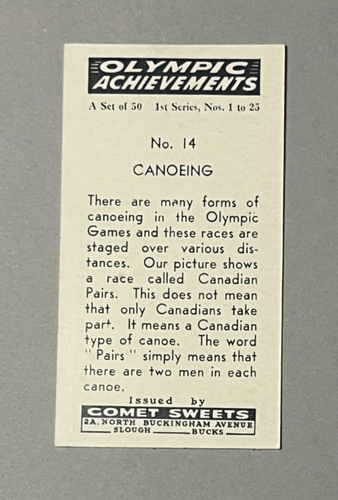 OLYMPIC
ACHIEVEMENTS
A Set of 50 1st Series, Nos. 1 to 25
No. 14
CANOEING
There are many forms of
canoeing in the Olympic
Games and these races are
staged over various dis-
tances. Our picture shows
a race called Canadian
Pairs. This does not mean
that only Canadians take
part. It means a Canadian
type of canoe. The word
"Pairs" simply means that
there are two men in each
canoe.
Issued by
COMET SWEETS
2A. NORTH BUCKINGHAM AVENUE
SLOUGH BUCKS.